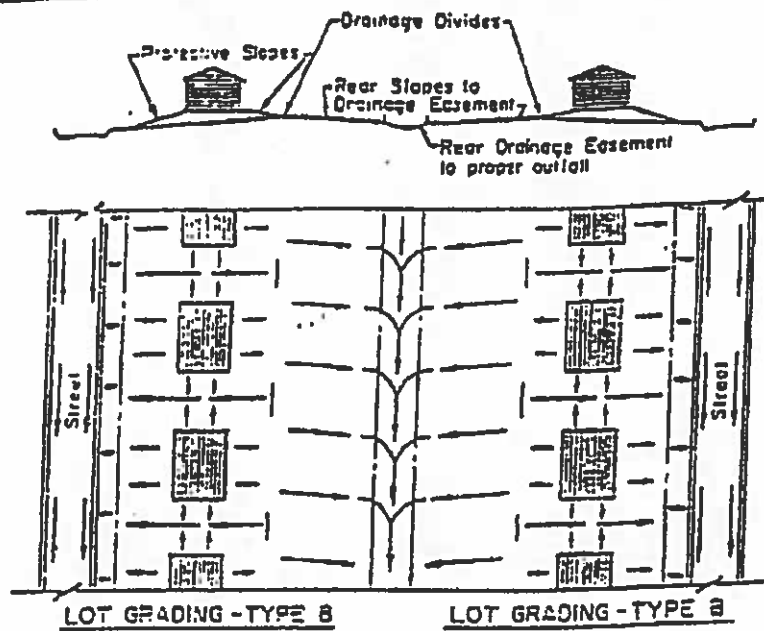 Drainage Divides
Protective Slopes
Rear Slopes to
Drainage Easement
Rear Drainage Easement
to proper outfall
Street
Street
LOT GRADING - TYPE B
LOT GRADING - TYPE B